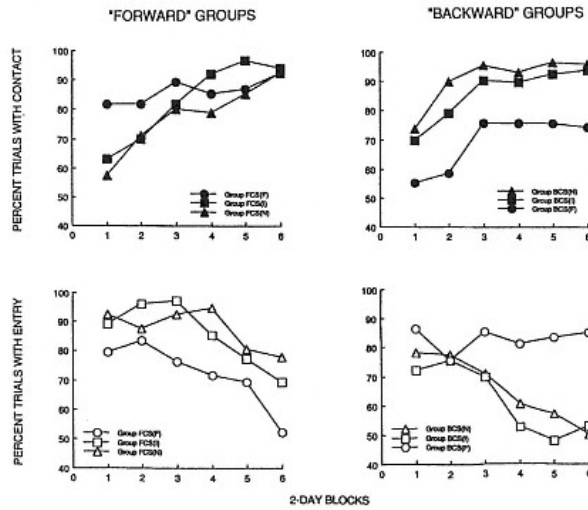 "FORWARD" GROUPS
"BACKWARD" GROUPS
PERCENT TRIALS WITH CONTACT
100
90
80
70
60
50
40
1 2 3 4 5 6
Group FCS(F)
Group FCS(I)
Group FCS(N)
100
90
80
70
60
50
40
1 2 3 4 5 6
Group BCS(N)
Group BCS(I)
Group BCS(F)
PERCENT TRIALS WITH ENTRY
100
90
80
70
60
50
40
1 2 3 4 5 6
Group FCS(F)
Group FCS(I)
Group FCS(N)
100
90
80
70
60
50
40
1 2 3 4 5 6
Group BCS(N)
Group BCS(I)
Group BCS(F)
2-DAY BLOCKS